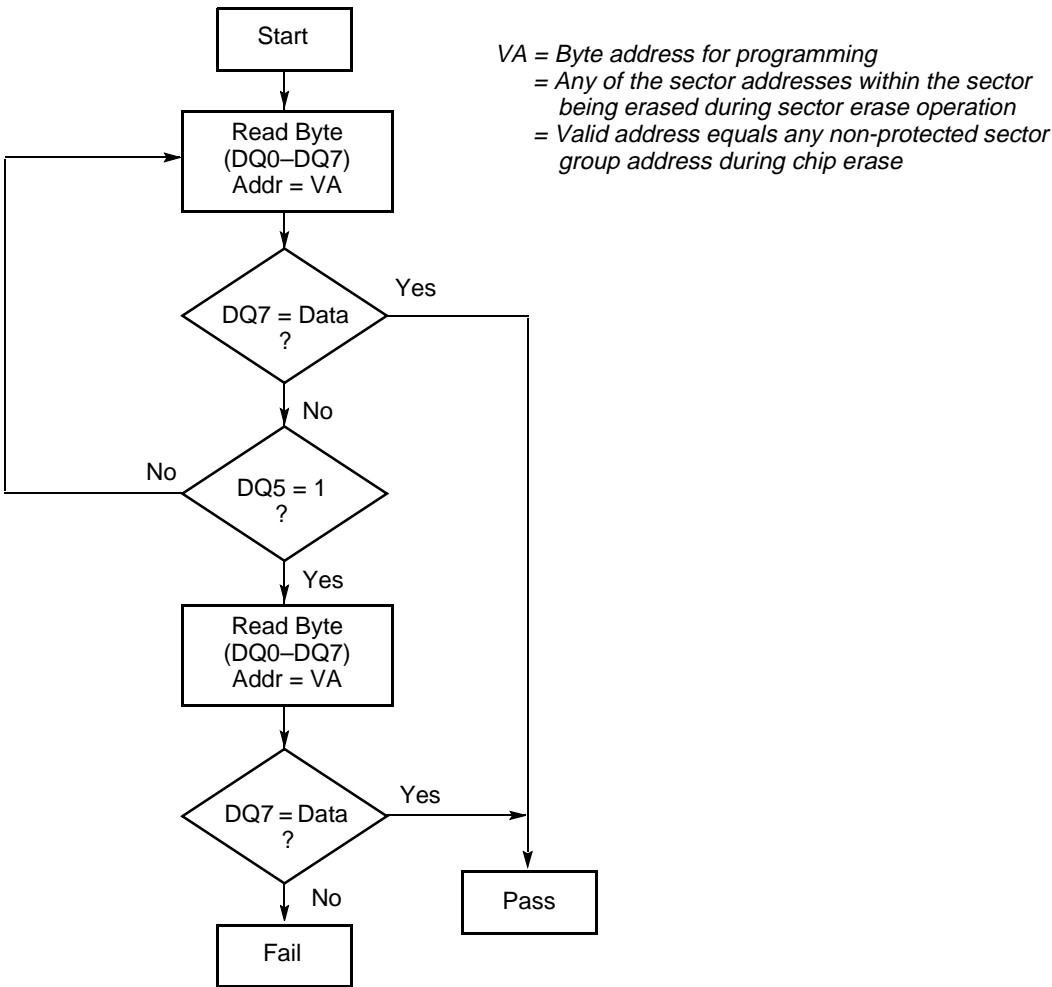 Start
VA = Byte address for programming
= Any of the sector addresses within the sector
being erased during sector erase operation
= Valid address equals any non-protected sector
group address during chip erase
Read Byte
(DQ0–DQ7)
Addr = VA
Yes
DQ7 = Data
?
No
No
DQ5 = 1
?
Yes
Read Byte
(DQ0–DQ7)
Addr = VA
Yes
DQ7 = Data
?
No
Pass
Fail